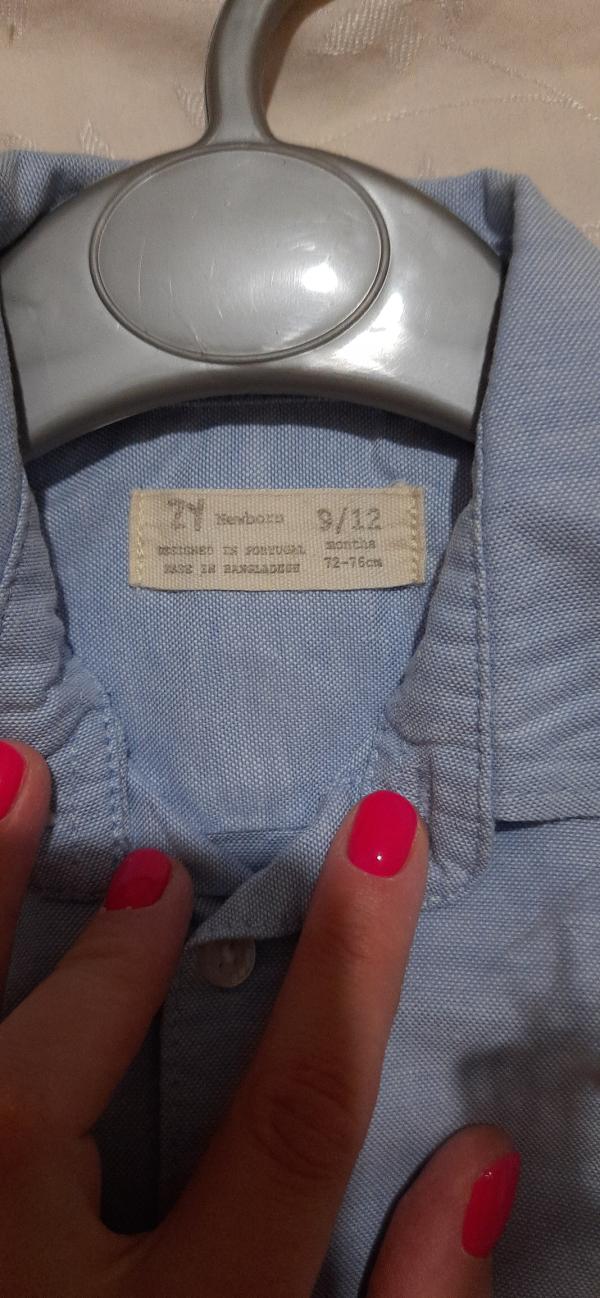 ZY Newborn 9/12
months
DESIGNED IN PORTUGAL
MADE IN BANGLADESH 72-76cm